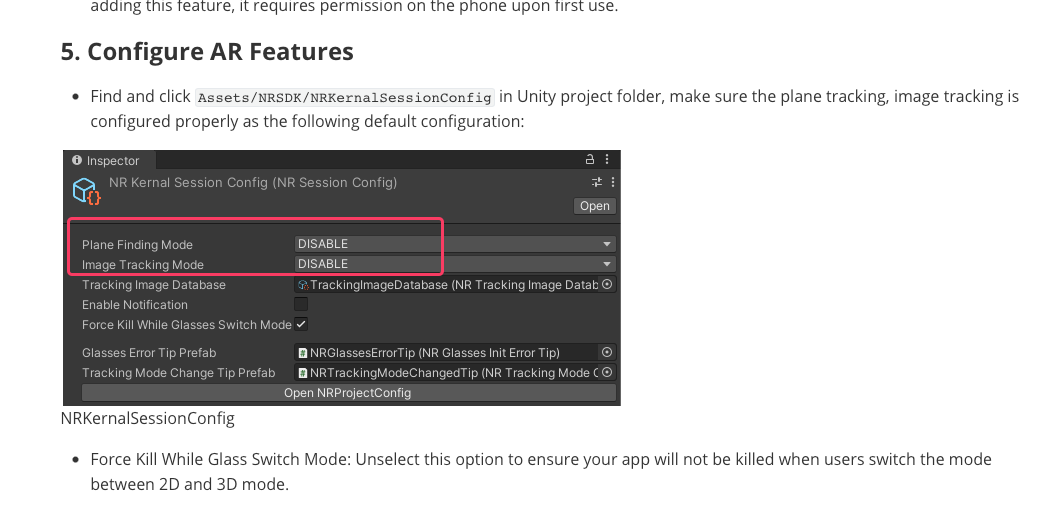 adding this feature, it requires permission on the phone upon first use.
5. Configure AR Features
• Find and click Assets/NRSDK/NRKernalSessionConfig in Unity project folder, make sure the plane tracking, image tracking is
configured properly as the following default configuration:
Inspector
NR Kernal Session Config (NR Session Config)
Open
Plane Finding Mode DISABLE
Image Tracking Mode DISABLE
Tracking Image Database TrackingImageDatabase (NR Tracking Image Datab
Enable Notification
Force Kill While Glasses Switch Mode
Glasses Error Tip Prefab NRGlassesErrorTip (NR Glasses Init Error Tip)
Tracking Mode Change Tip Prefab NRTrackingModeChangedTip (NR Tracking Mode C
Open NRProjectConfig
NRKernalSessionConfig
• Force Kill While Glass Switch Mode: Unselect this option to ensure your app will not be killed when users switch the mode
between 2D and 3D mode.